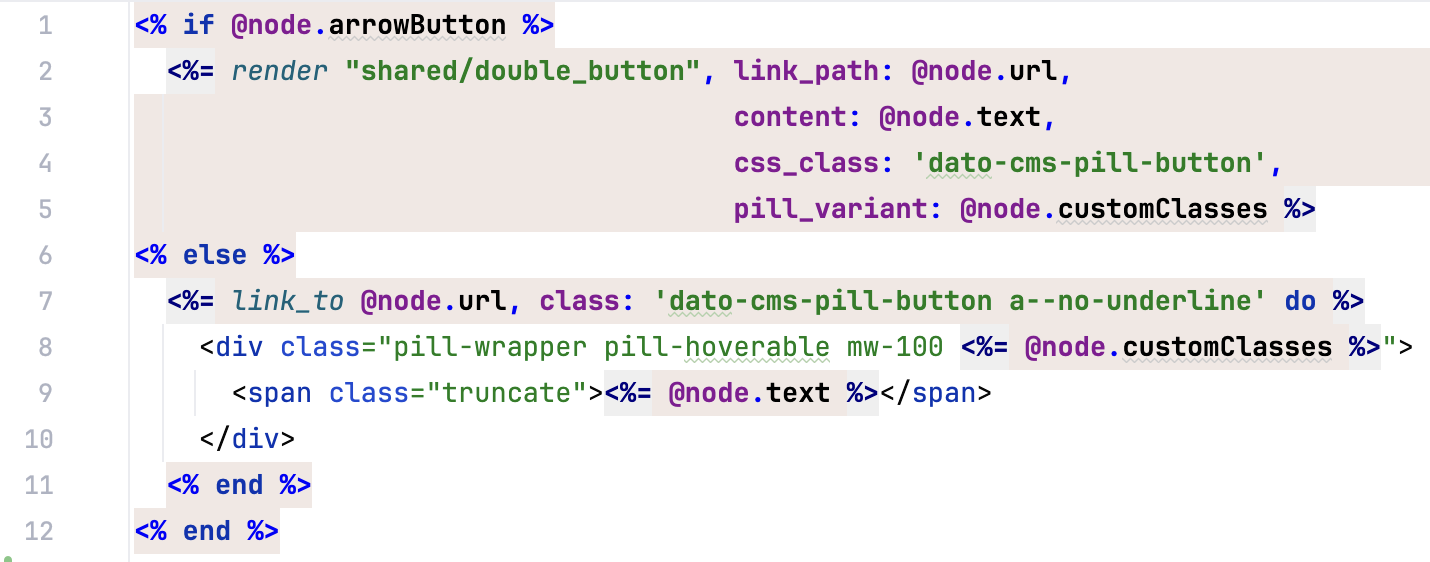 1 <% if @node.arrowButton %>
2   <%= render "shared/double_button", link_path: @node.url,
3                                      content: @node.text,
4                                      css_class: 'dato-cms-pill-button',
5                                      pill_variant: @node.customClasses %>
6 <% else %>
7   <%= link_to @node.url, class: 'dato-cms-pill-button a--no-underline' do %>
8     <div class="pill-wrapper pill-hoverable mw-100 <%= @node.customClasses %>">
9       <span class="truncate"><%= @node.text %></span>
10     </div>
11   <% end %>
12 <% end %>